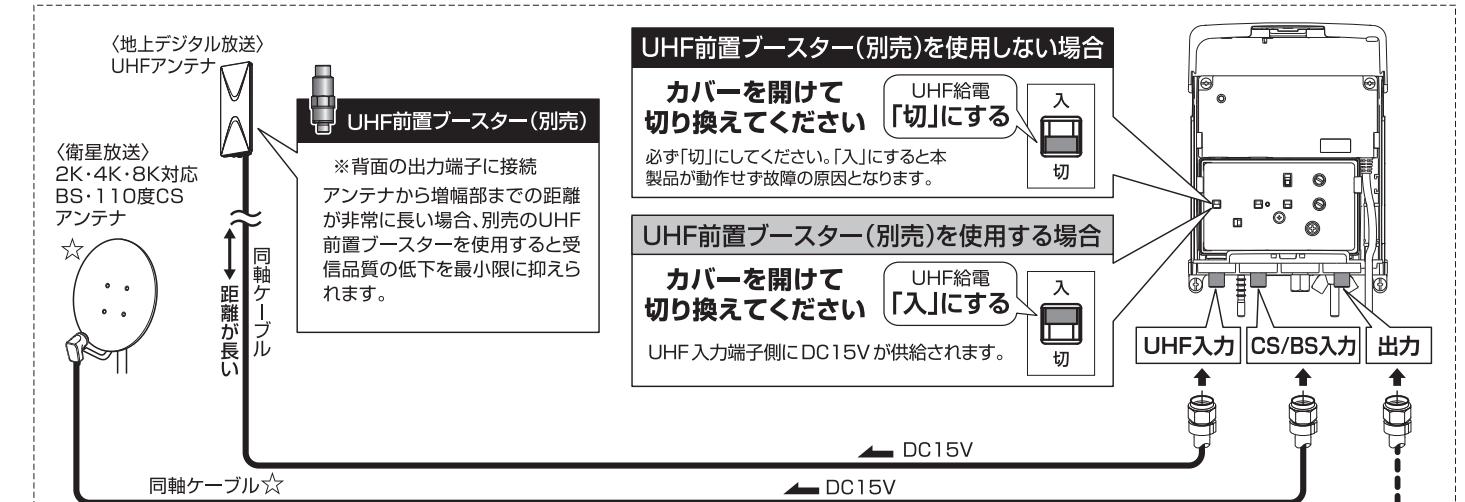 〈地上デジタル放送〉
UHFアンテナ
UHF前置ブースター(別売)
※背面の出力端子に接続
アンテナから増幅部までの距離
が非常に長い場合、別売のUHF
前置ブースターを使用すると受
信品質の低下を最小限に抑えら
れます。
〈衛星放送〉
2K・4K・8K対応
BS・110度CS
アンテナ
☆
距離が長い
同軸ケーブル
UHF前置ブースター(別売)を使用しない場合
カバーを開けて
切り換えてください
UHF給電
「切」にする
入
切
必ず「切」にしてください。「入」にすると本
製品が動作せず故障の原因となります。
UHF前置ブースター(別売)を使用する場合
カバーを開けて
切り換えてください
UHF給電
「入」にする
入
切
UHF入力端子側にDC15Vが供給されます。
UHF入力
CS/BS入力
出力
DC15V
同軸ケーブル☆
DC15V